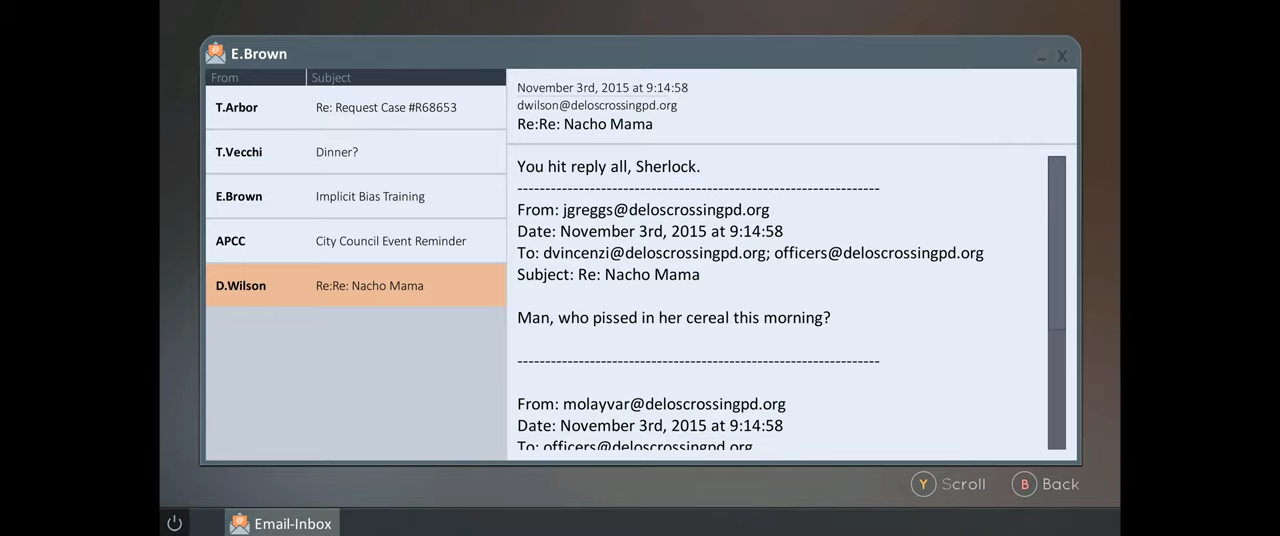 E.Brown
From Subject
T.Arbor Re: Request Case #R68653
T.Vecchi Dinner?
E.Brown Implicit Bias Training
APCC City Council Event Reminder
D.Wilson Re:Re: Nacho Mama
November 3rd, 2015 at 9:14:58
dwilson@deloscrossingpd.org
Re:Re: Nacho Mama
You hit reply all, Sherlock.
----------------------------------------------------------------
From: jgreggs@deloscrossingpd.org
Date: November 3rd, 2015 at 9:14:58
To: dvincenzi@deloscrossingpd.org; officers@deloscrossingpd.org
Subject: Re: Nacho Mama
Man, who pissed in her cereal this morning?
----------------------------------------------------------------
From: molayvar@deloscrossingpd.org
Date: November 3rd, 2015 at 9:14:58
To: officers@deloscrossingpd.org
Y Scroll B Back
Email-Inbox